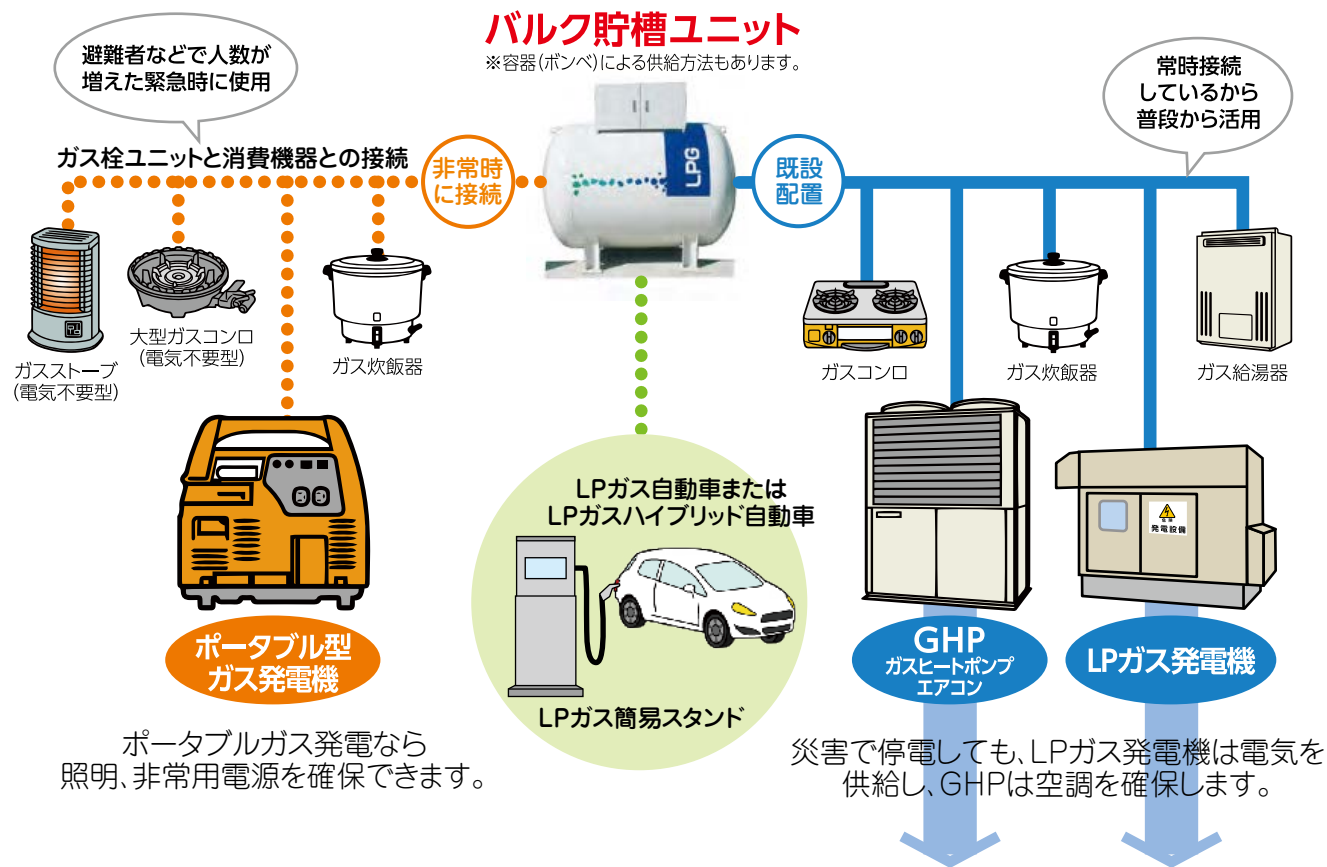 バルク貯槽ユニット
※容器(ボンベ)による供給方法もあります。
避難者などで人数が
増えた緊急時に使用
常時接続
しているから
普段から活用
ガス栓ユニットと消費機器との接続
非常時
に接続
LPG
既設
配置
ガスストーブ
(電気不要型)
大型ガスコンロ
(電気不要型)
ガス炊飯器
ガスコンロ
ガス炊飯器
ガス給湯器
ポータブル型
ガス発電機
ポータブルガス発電なら
照明、非常用電源を確保できます。
LPガス自動車または
LPガスハイブリッド自動車
LPガス簡易スタンド
発電設備
GHP
ガスヒートポンプ
エアコン
LPガス発電機
災害で停電しても、LPガス発電機は電気を
供給し、GHPは空調を確保します。